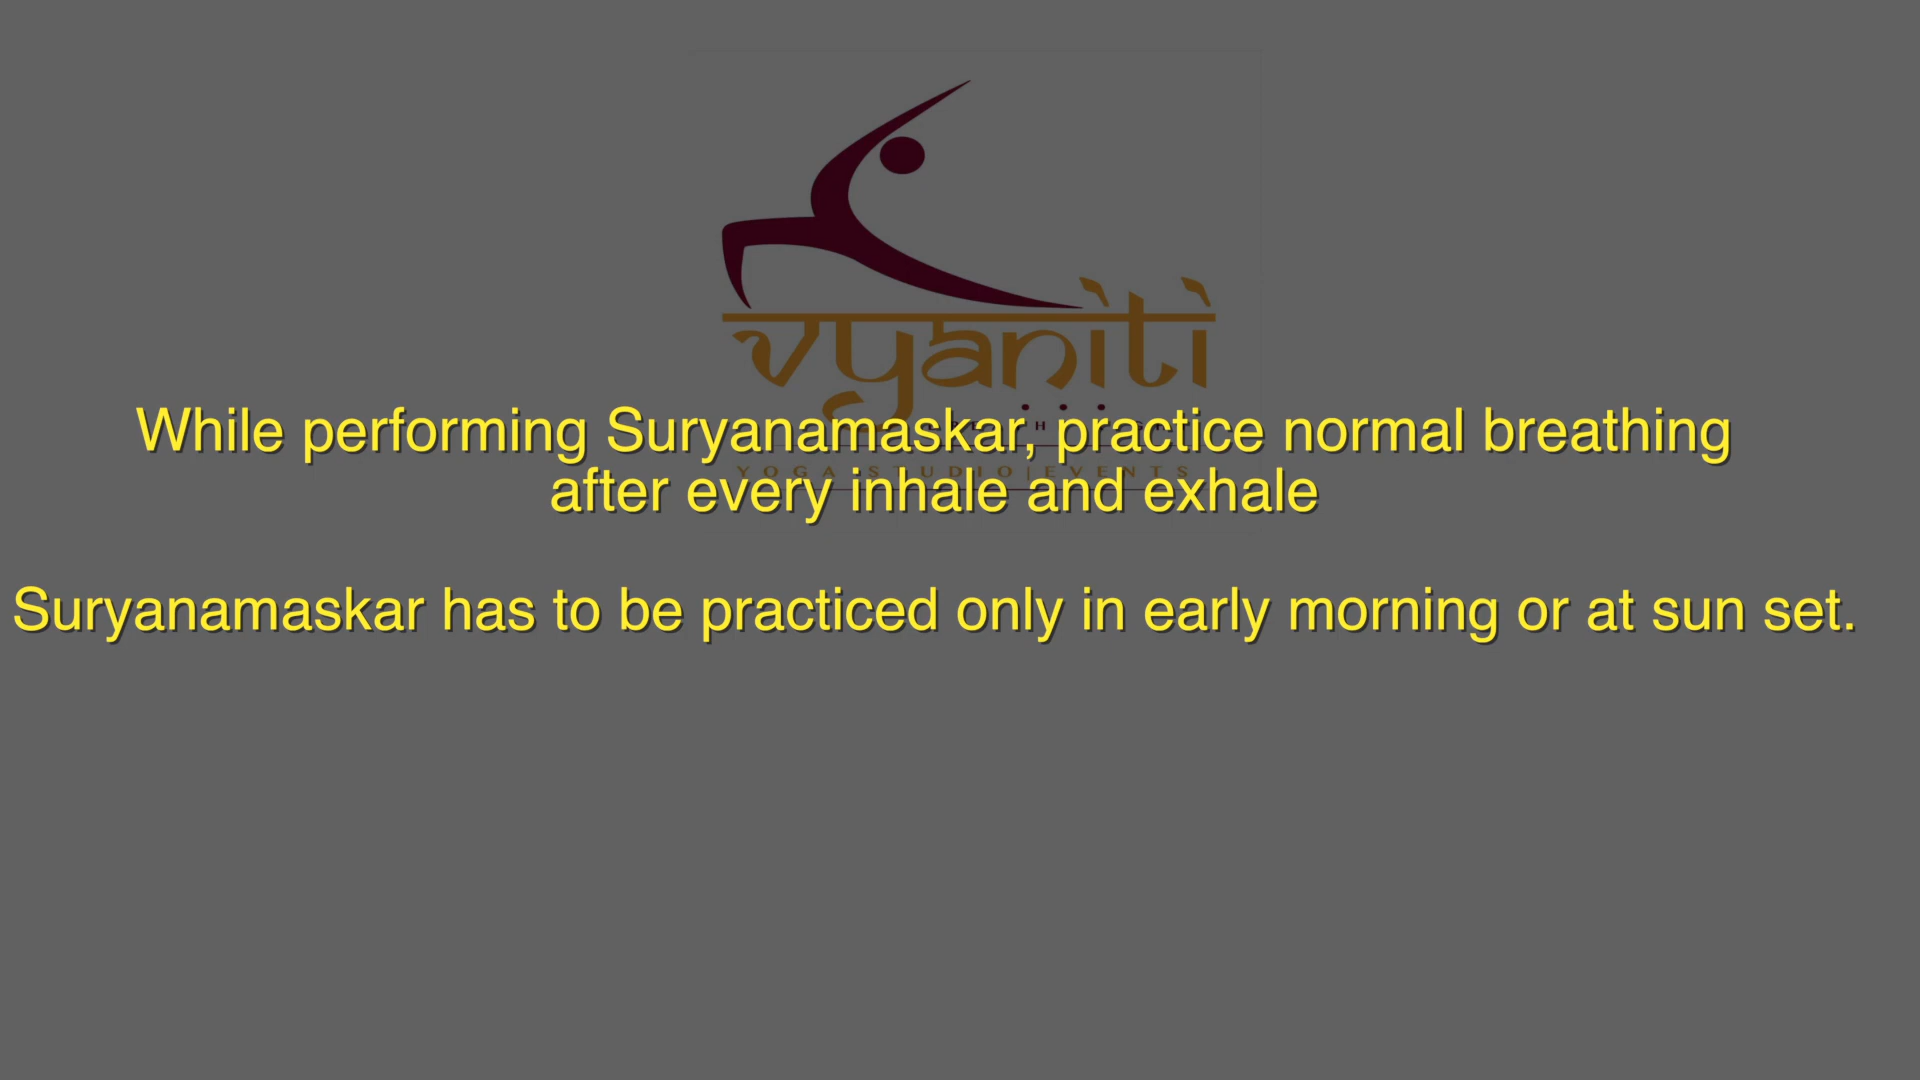 vyaniti
While performing Suryanamaskar, practice normal breathing
YOGA STUDIO | EVENTS
after every inhale and exhale
Suryanamaskar has to be practiced only in early morning or at sun set.